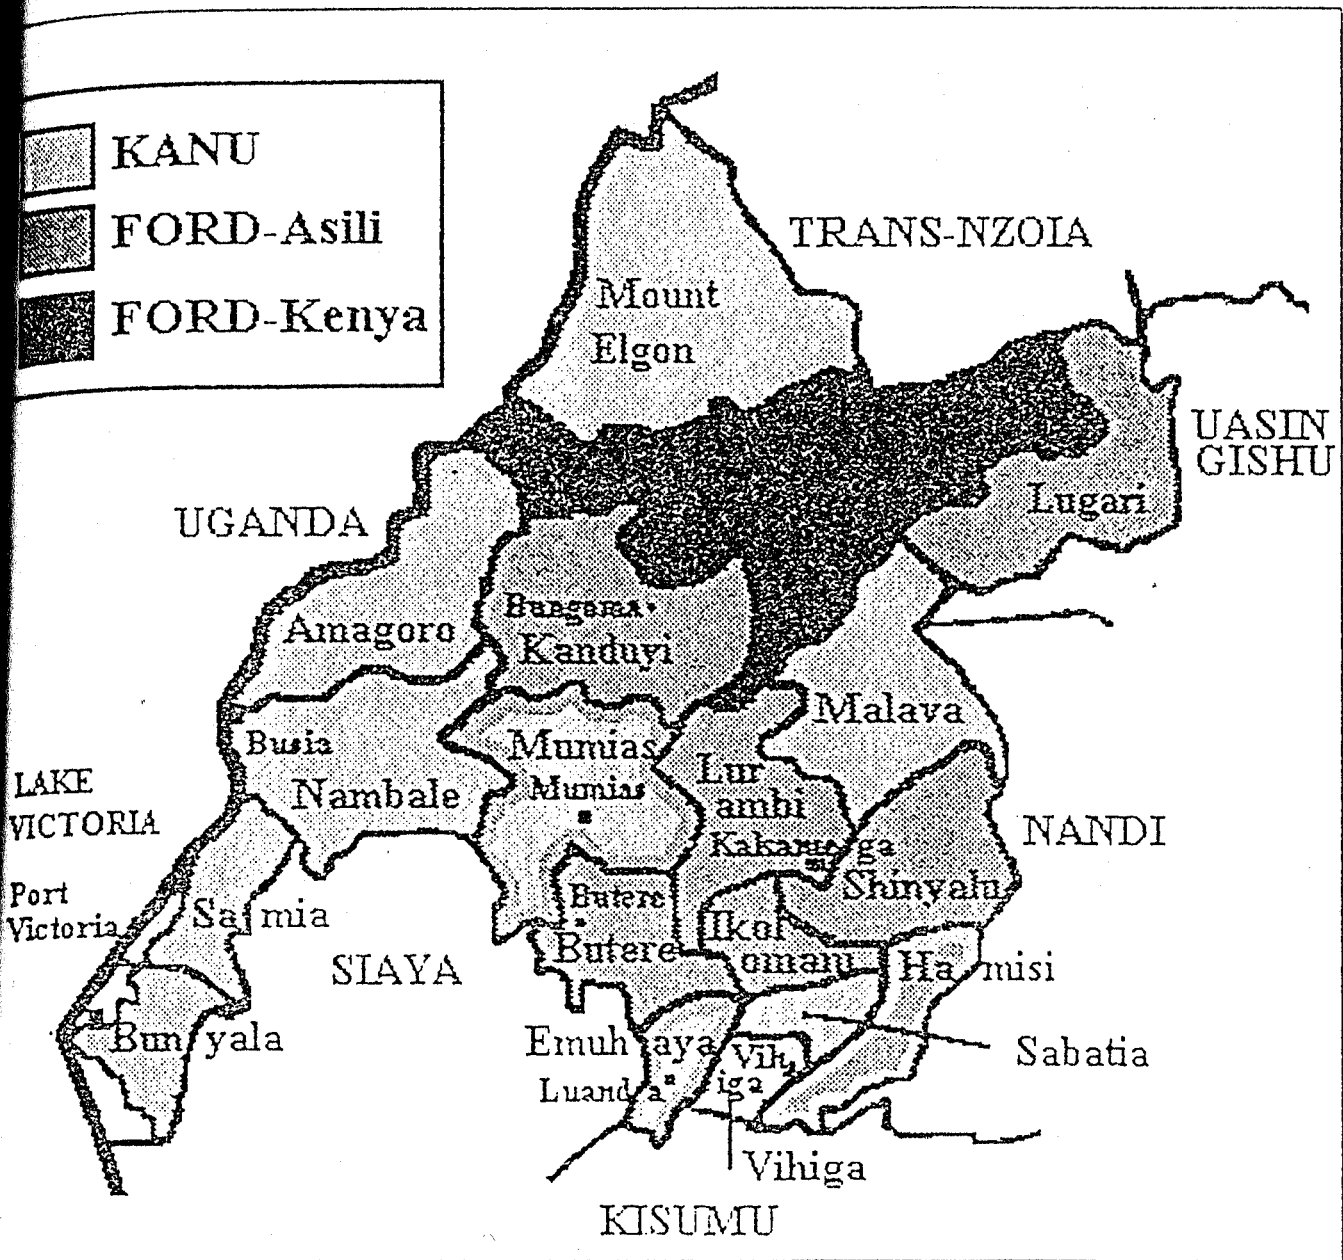 KANU
FORD-Asili
FORD-Kenya
TRANS-NZOIA
Mount
Elgon
UASIN
GISHU
Lugari
UGANDA
Bungoma
Kanduyi
Amagoro
Malava
Busia
Mumias
Mumias
Nambale
Lur
ambi
LAKE
VICTORIA
Kakamega
NANDI
Shinyalu
Port
Victoria
Samia
Butere
Butere
Ikol
omani
Hamisi
SIAYA
Bunyala
Emuhaya
Sabatia
Vih
iga
Luanda
Vihiga
KISUMU